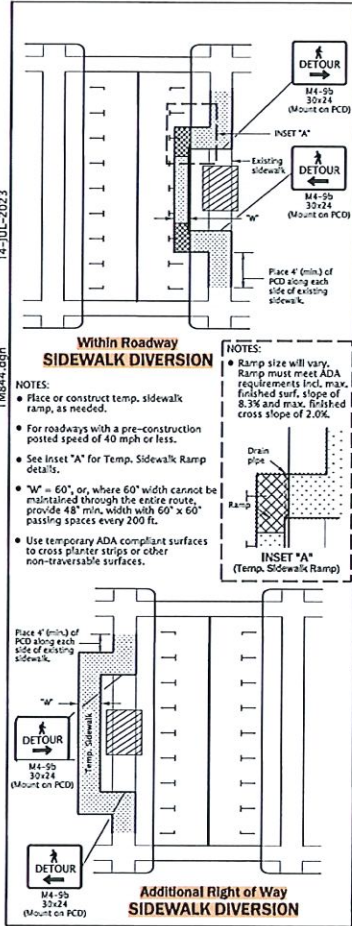 14-JUL-2023
TM844.dgn
DETOUR
M4-9b
30x24
(Mount on PCD)
INSET "A"
Existing
sidewalk
DETOUR
M4-9b
30x24
(Mount on PCD)
"W"
Place 4' (min.) of
PCD along each
side of existing
sidewalk.
Within Roadway
SIDEWALK DIVERSION
NOTES:
• Place or construct temp. sidewalk
ramp, as needed.
• For roadways with a pre-construction
posted speed of 40 mph or less.
• See Inset "A" for Temp. Sidewalk Ramp
details.
• "W" = 60", or, where 60" width cannot be
maintained through the entire route,
provide 48" min. width with 60" x 60"
passing spaces every 200 ft.
• Use temporary ADA compliant surfaces
to cross planter strips or other
non-traversable surfaces.
NOTES:
• Ramp size will vary.
Ramp must meet ADA
requirements incl. max.
finished surf. slope of
8.3% and max. finished
cross slope of 2.0%.
Drain
pipe
Ramp
INSET "A"
(Temp. Sidewalk Ramp)
Place 4' (min.) of
PCD along each
side of existing
sidewalk.
"W"
Temp. Sidewalk
DETOUR
M4-9b
30x24
(Mount on PCD)
DETOUR
M4-9b
30x24
(Mount on PCD)
Additional Right of Way
SIDEWALK DIVERSION